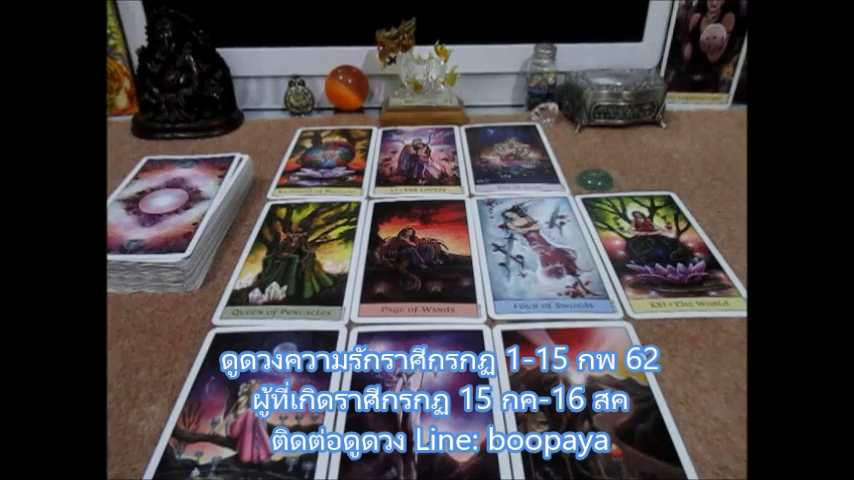 QUEEN OF PENTACLES
PAGE OF WANDS
FOUR OF SWORDS
XXI - THE WORLD
ดูดวงความรักราศีกรกฏ 1-15 กพ 62
ผู้ที่เกิดราศีกรกฏ 15 กค-16 สค
ติดต่อดูดวง Line: boopaya